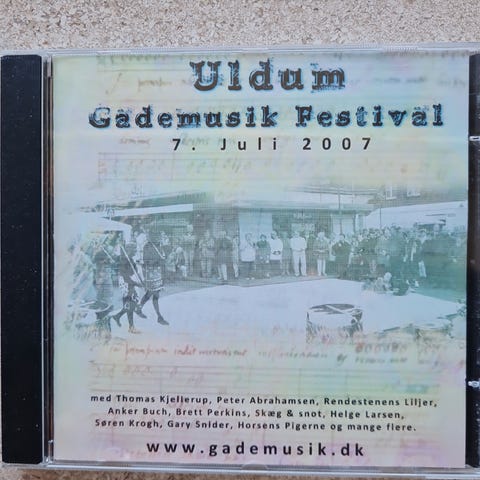 Uldum
Gademusik Festival
7. Juli 2007
med Thomas Kjellerup, Peter Abrahamsen, Rendestenens Liljer,
Anker Buch, Brett Perkins, Skæg & snot, Helge Larsen,
Søren Krogh, Gary Snider, Horsens Pigerne og mange flere.
www.gademusik.dk